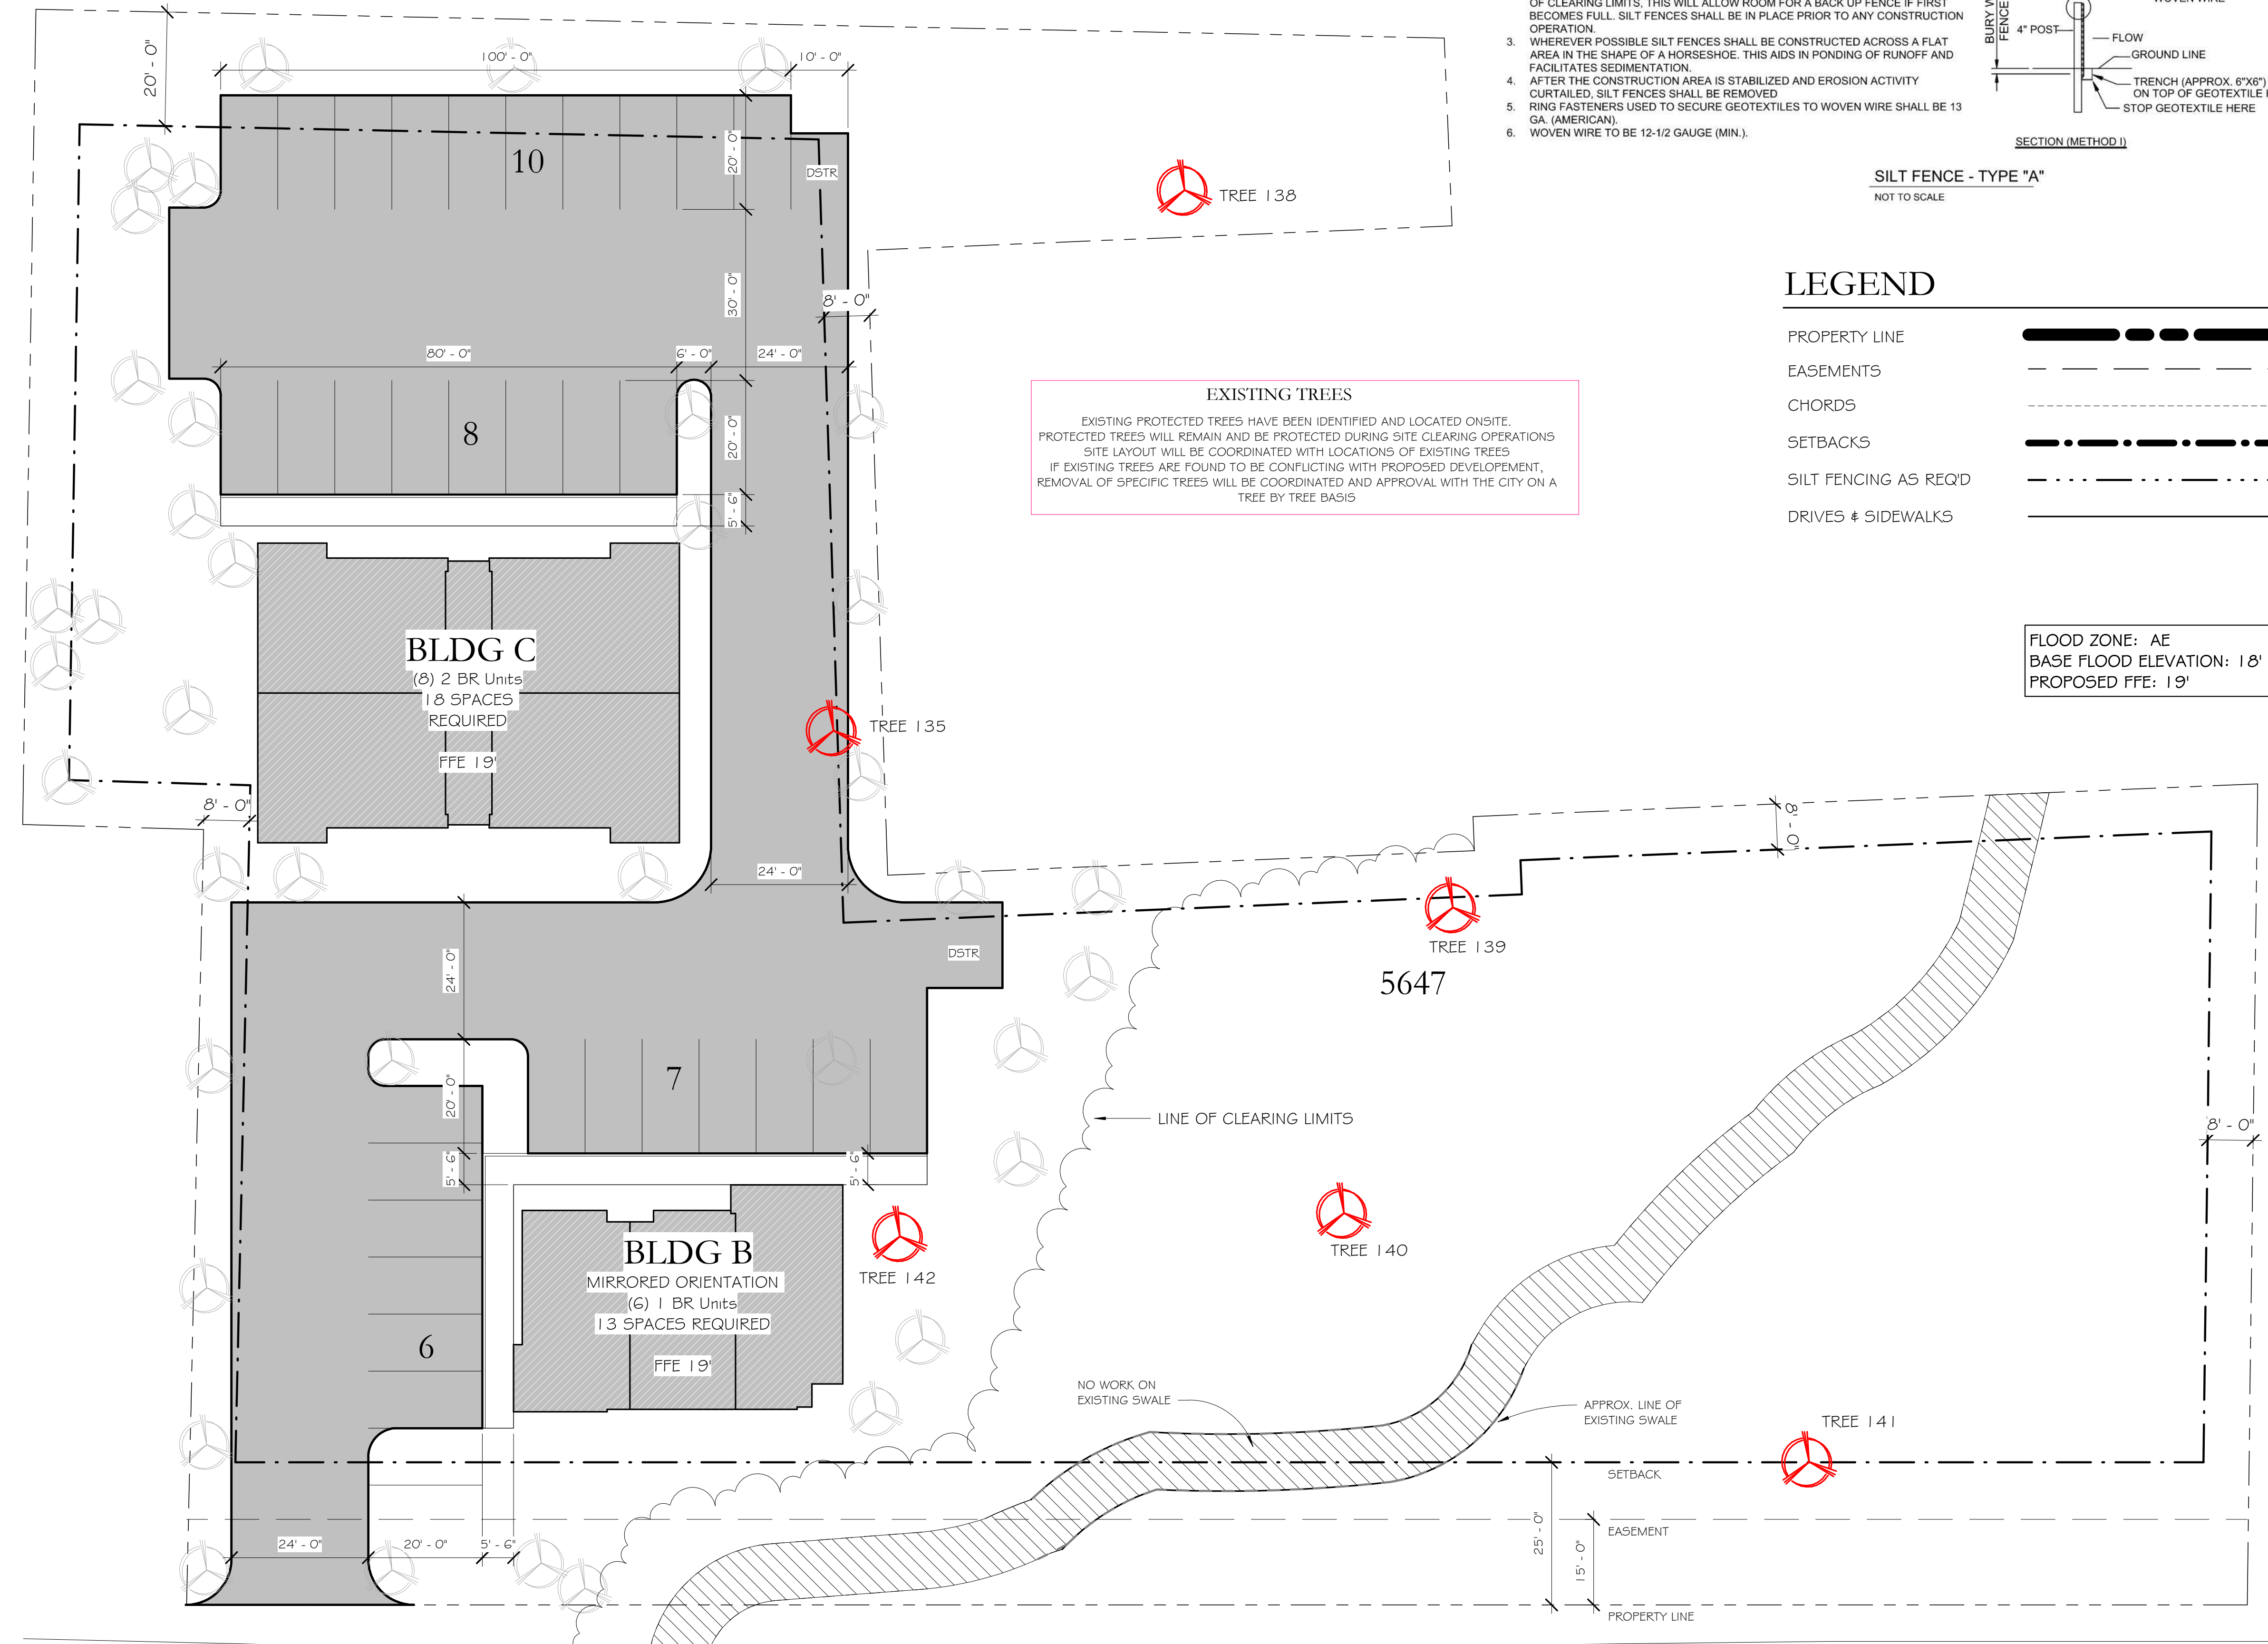 OF CLEARING LIMITS, THIS WILL ALLOW ROOM FOR A BACK UP FENCE IF FIRST
BECOMES FULL. SILT FENCES SHALL BE IN PLACE PRIOR TO ANY CONSTRUCTION
OPERATION.
3. WHEREVER POSSIBLE SILT FENCES SHALL BE CONSTRUCTED ACROSS A FLAT
AREA IN THE SHAPE OF A HORSESHOE. THIS AIDS IN PONDING OF RUNOFF AND
FACILITATES SEDIMENTATION.
4. AFTER THE CONSTRUCTION AREA IS STABILIZED AND EROSION ACTIVITY
CURTAILED, SILT FENCES SHALL BE REMOVED
5. RING FASTENERS USED TO SECURE GEOTEXTILES TO WOVEN WIRE SHALL BE 13
GA. (AMERICAN).
6. WOVEN WIRE TO BE 12-1/2 GAUGE (MIN.).
BURY
FENCE
WOVEN WIRE
4" POST
FLOW
GROUND LINE
TRENCH (APPROX. 6"X6")
ON TOP OF GEOTEXTILE
STOP GEOTEXTILE HERE
SECTION (METHOD I)
SILT FENCE - TYPE "A"
NOT TO SCALE
LEGEND
PROPERTY LINE
EASEMENTS
CHORDS
SETBACKS
SILT FENCING AS REQ'D
DRIVES & SIDEWALKS
FLOOD ZONE: AE
BASE FLOOD ELEVATION: 18'
PROPOSED FFE: 19'
EXISTING TREES
EXISTING PROTECTED TREES HAVE BEEN IDENTIFIED AND LOCATED ONSITE.
PROTECTED TREES WILL REMAIN AND BE PROTECTED DURING SITE CLEARING OPERATIONS
SITE LAYOUT WILL BE COORDINATED WITH LOCATIONS OF EXISTING TREES
IF EXISTING TREES ARE FOUND TO BE CONFLICTING WITH PROPOSED DEVELOPEMENT,
REMOVAL OF SPECIFIC TREES WILL BE COORDINATED AND APPROVAL WITH THE CITY ON A
TREE BY TREE BASIS
20' - 0"
100' - 0"
10' - 0"
10
20' - 0"
DSTR
TREE 138
30' - 0"
8' - 0"
80' - 0"
6' - 0"
24' - 0"
8
20' - 0"
5' - 6"
BLDG C
(8) 2 BR Units
18 SPACES
REQUIRED
FFE 19'
TREE 135
8' - 0"
8' - 0"
24' - 0"
24' - 0"
DSTR
TREE 139
5647
7
20' - 0"
LINE OF CLEARING LIMITS
8' - 0"
5' - 6"
5' - 6"
BLDG B
MIRRORED ORIENTATION
(6) 1 BR Units
13 SPACES REQUIRED
FFE 19'
TREE 142
TREE 140
6
NO WORK ON
EXISTING SWALE
APPROX. LINE OF
EXISTING SWALE
TREE 141
SETBACK
EASEMENT
24' - 0"
20' - 0"
5' - 6"
25' - 0"
15' - 0"
PROPERTY LINE